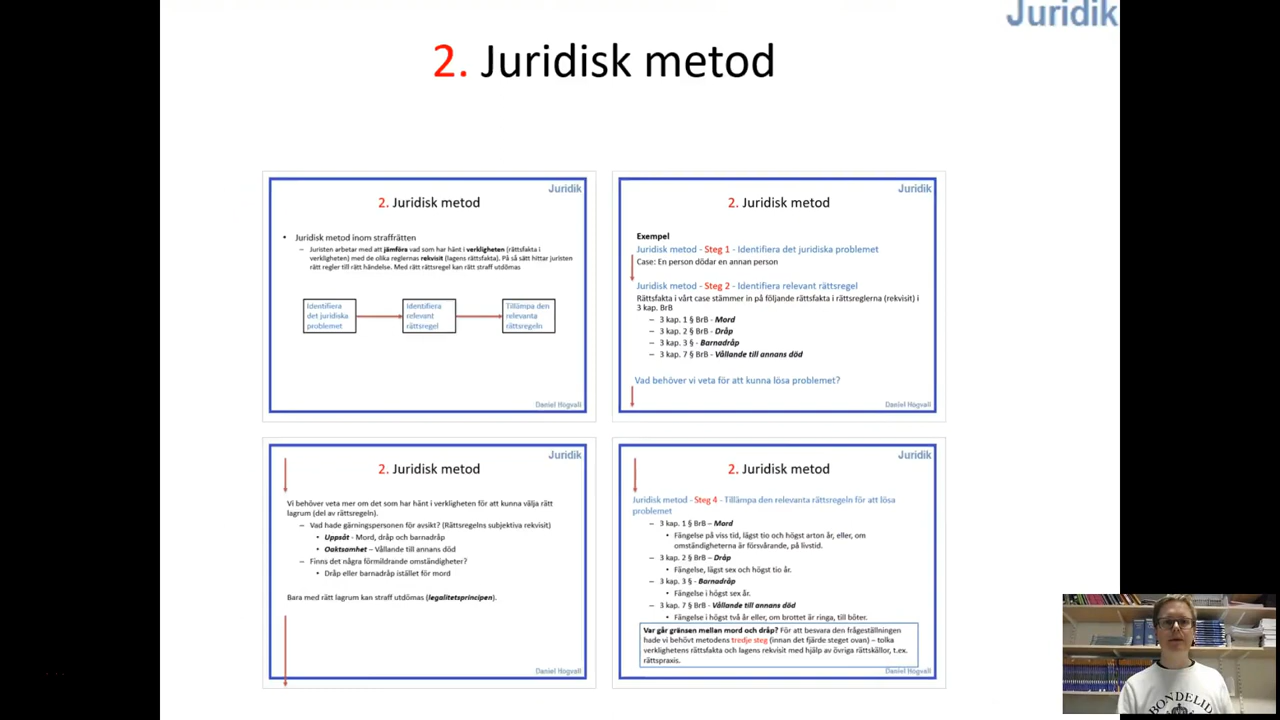 Juridik
2. Juridisk metod
Juridik
2. Juridisk metod
• Juridisk metod inom straffrätten
– Juristen arbetar med att jämföra vad som har hänt i verkligheten (rättsfakta i
verkligheten) med de olika reglernas rekvisit (lagens rättsfakta). På så sätt hittar juristen
rätt regler till rätt händelse. Med rätt rättsregel kan rätt straff utdömas
Identifiera
det juridiska
problemet
Identifiera
relevant
rättsregel
Tillämpa den
relevanta
rättsregeln
Daniel Högvall
Juridik
2. Juridisk metod
Exempel
Juridisk metod - Steg 1 - Identifiera det juridiska problemet
Case: En person dödar en annan person
Juridisk metod - Steg 2 - Identifiera relevant rättsregel
Rättsfakta i vårt case stämmer in på följande rättsfakta i rättsreglerna (rekvisit) i
3 kap. BrB
– 3 kap. 1 § BrB - Mord
– 3 kap. 2 § BrB - Dråp
– 3 kap. 3 § - Barnadråp
– 3 kap. 7 § BrB - Vållande till annans död
Vad behöver vi veta för att kunna lösa problemet?
Daniel Högvall
Juridik
2. Juridisk metod
Vi behöver veta mer om det som har hänt i verkligheten för att kunna välja rätt
lagrum (del av rättsregeln).
– Vad hade gärningspersonen för avsikt? (Rättsregelns subjektiva rekvisit)
• Uppsåt - Mord, dråp och barnadråp
• Oaktsamhet – Vållande till annans död
– Finns det några förmildrande omständigheter?
• Dråp eller barnadråp istället för mord
Bara med rätt lagrum kan straff utdömas (legalitetsprincipen).
Daniel Högvall
Juridik
2. Juridisk metod
Juridisk metod - Steg 4 - Tillämpa den relevanta rättsregeln för att lösa
problemet
– 3 kap. 1 § BrB – Mord
• Fängelse på viss tid, lägst tio och högst arton år, eller, om
omständigheterna är försvårande, på livstid.
– 3 kap. 2 § BrB – Dråp
• Fängelse, lägst sex och högst tio år.
– 3 kap. 3 § - Barnadråp
• Fängelse i högst sex år.
– 3 kap. 7 § BrB - Vållande till annans död
• Fängelse i högst två år eller, om brottet är ringa, till böter.
Var går gränsen mellan mord och dråp? För att besvara den frågeställningen
hade vi behövt metodens tredje steg (innan det fjärde steget ovan) – tolka
verklighetens rättsfakta och lagens rekvisit med hjälp av övriga rättskällor, t.ex.
rättspraxis.
Daniel Högvall
BONDELID